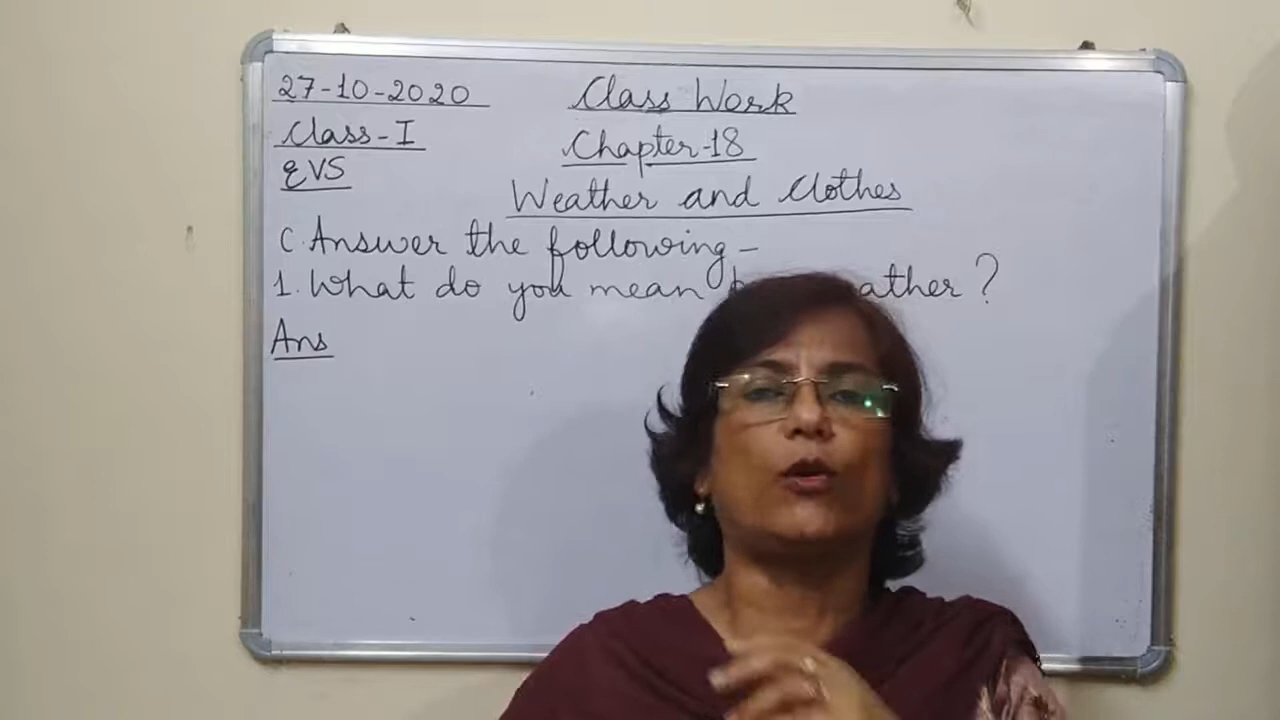 27-10-2020 Class Work
Class-I Chapter-18
EVS
Weather and Clothes
C. Answer the following-
1. What do you mean ?
Ans